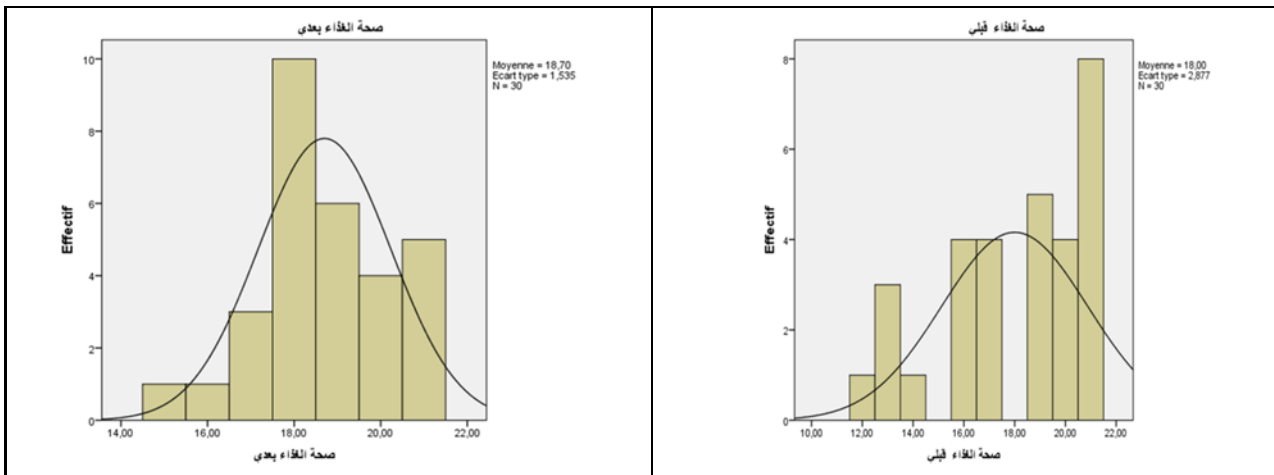 صحة الغذاء بعدي
Moyenne = 18,70
Ecart type = 1,535
N = 30
10
8
6
4
2
0
Effectif
14,00 16,00 18,00 20,00 22,00
صحة الغذاء بعدي
صحة الغذاء قبلي
Moyenne = 18,00
Ecart type = 2,877
N = 30
8
6
4
2
0
Effectif
10,00 12,00 14,00 16,00 18,00 20,00 22,00
صحة الغذاء قبلي